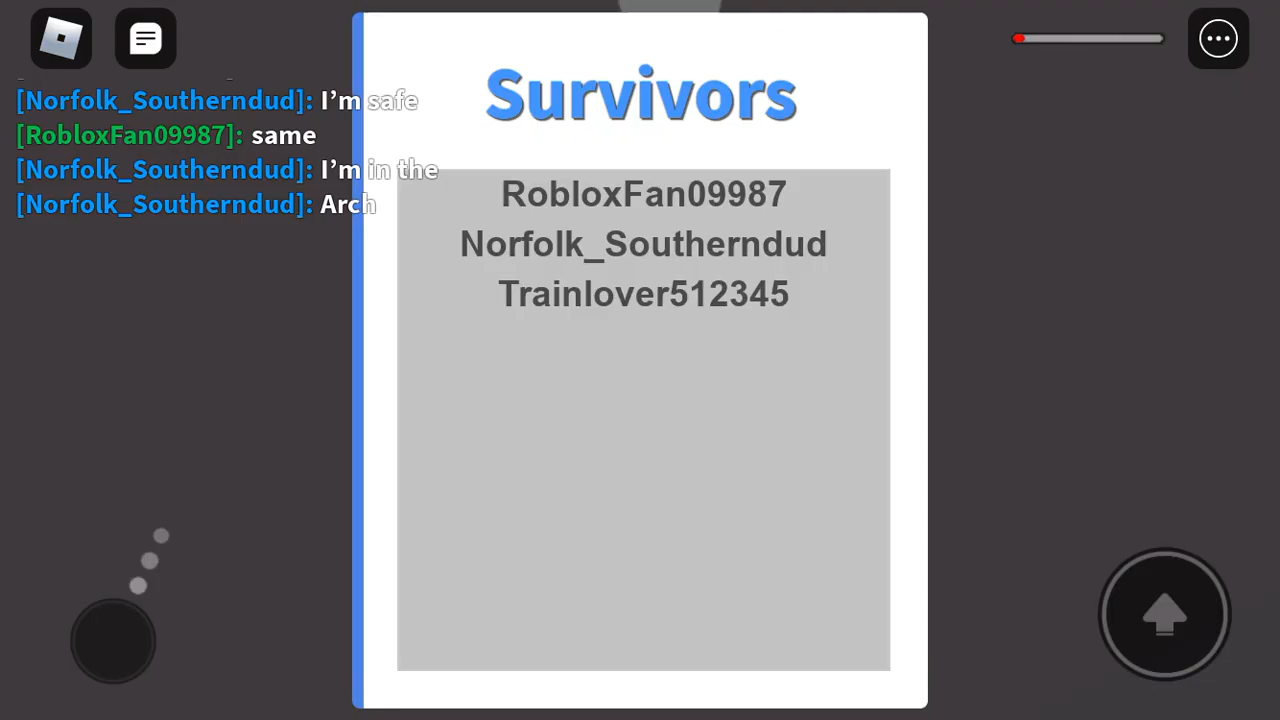 [Norfolk_Southerndud]: I’m safe
[RobloxFan09987]: same
[Norfolk_Southerndud]: I’m in the
[Norfolk_Southerndud]: Arch
Survivors
RobloxFan09987
Norfolk_Southerndud
Trainlover512345